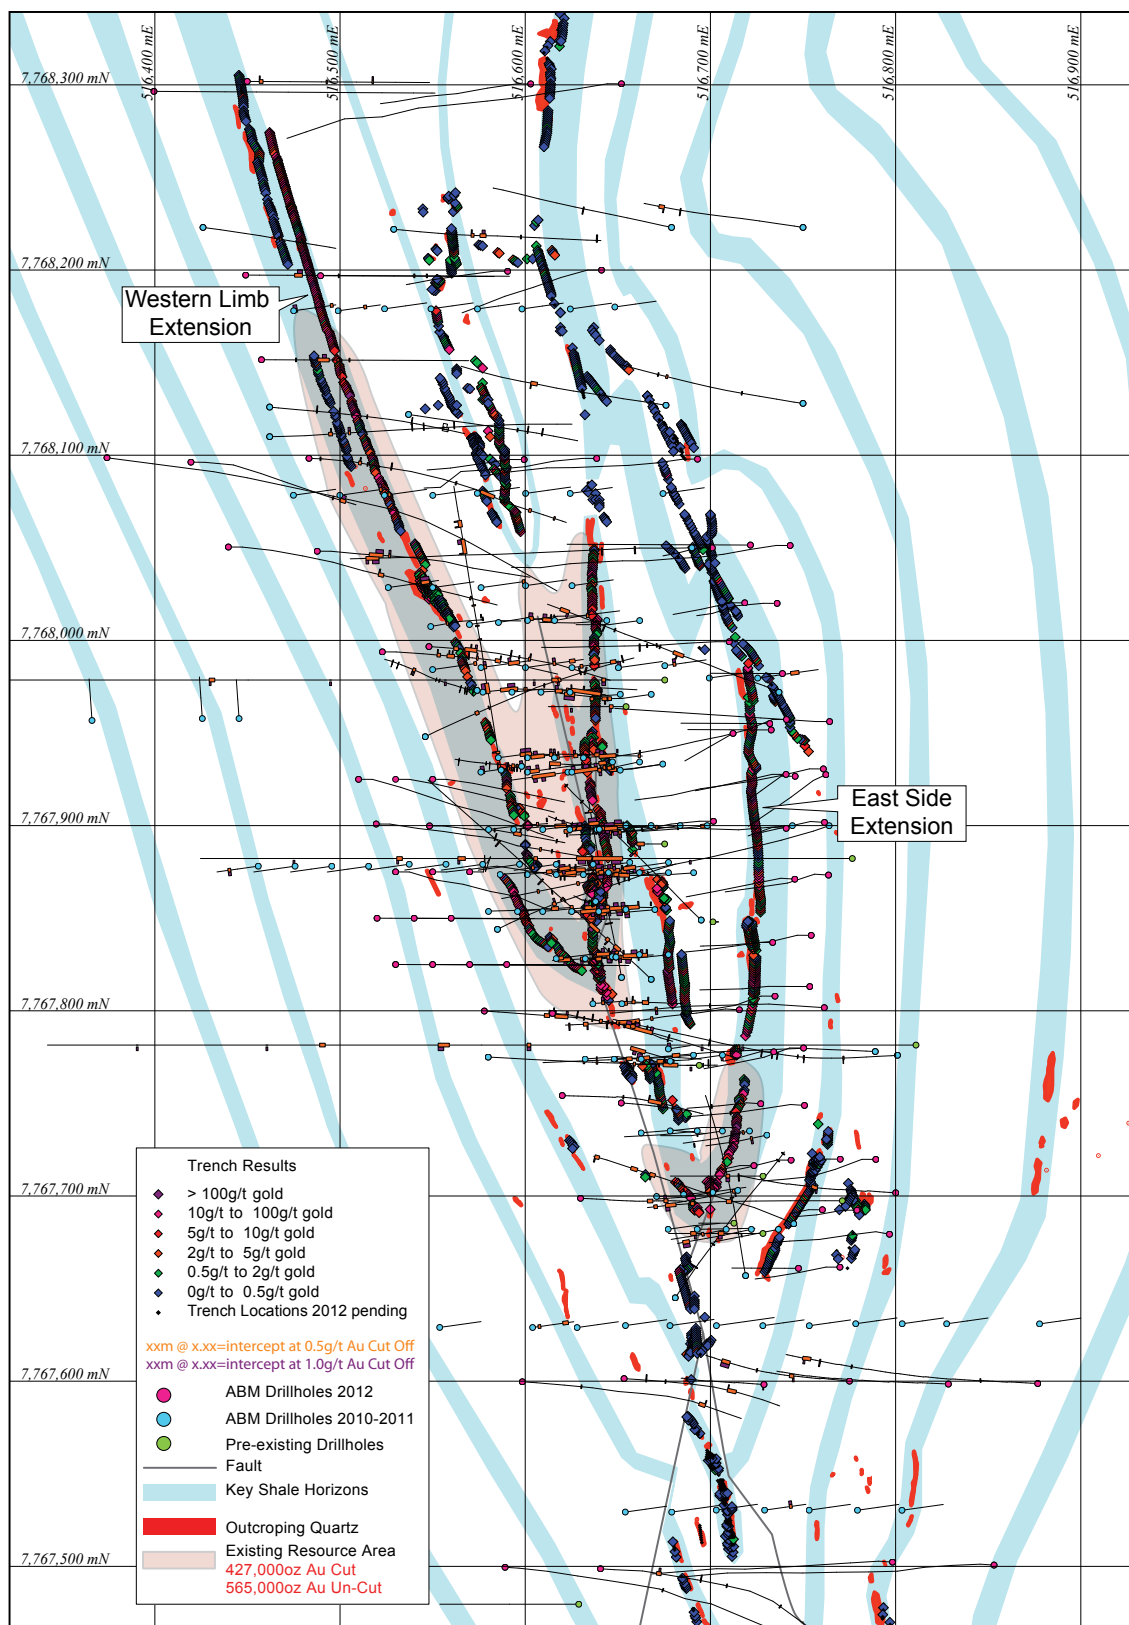 516,400 mE
516,500 mE
516,600 mE
516,700 mE
516,800 mE
516,900 mE
7,768,300 mN
7,768,200 mN
Western Limb
Extension
7,768,100 mN
7,768,000 mN
East Side
Extension
7,767,900 mN
7,767,800 mN
7,767,700 mN
7,767,600 mN
7,767,500 mN
Trench Results
> 100g/t gold
10g/t to 100g/t gold
5g/t to 10g/t gold
2g/t to 5g/t gold
0.5g/t to 2g/t gold
0g/t to 0.5g/t gold
Trench Locations 2012 pending
xxm @ x.xx=intercept at 0.5g/t Au Cut Off
xxm @ x.xx=intercept at 1.0g/t Au Cut Off
ABM Drillholes 2012
ABM Drillholes 2010-2011
Pre-existing Drillholes
Fault
Key Shale Horizons
Outcroping Quartz
Existing Resource Area
427,000oz Au Cut
565,000oz Au Un-Cut